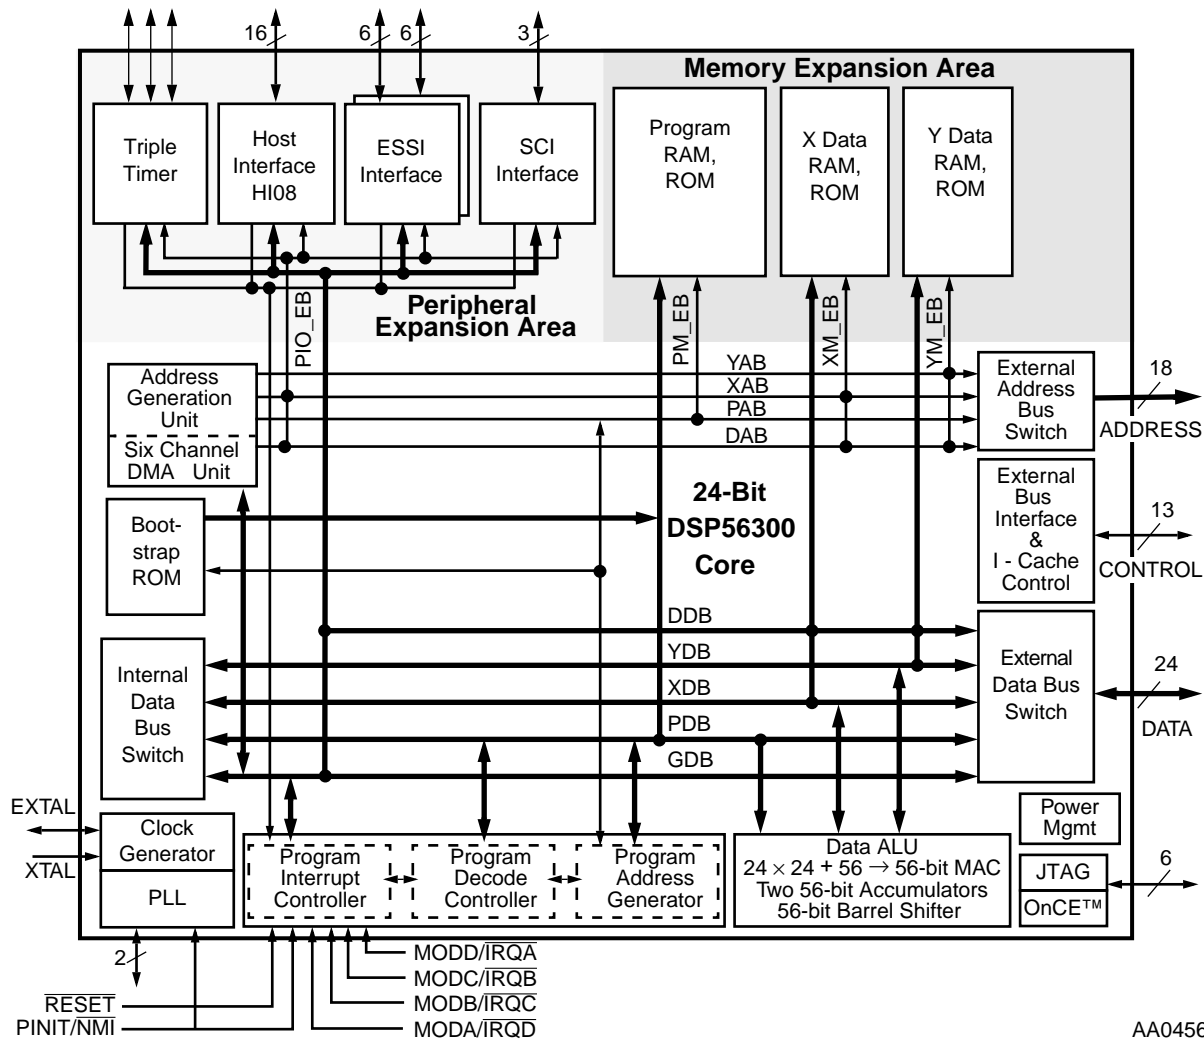 16
6
6
3
Memory Expansion Area
Triple
Timer
Host
Interface
HI08
ESSI
Interface
SCI
Interface
Program
RAM,
ROM
X Data
RAM,
ROM
Y Data
RAM,
ROM
Peripheral
Expansion Area
PIO_EB
PM_EB
XM_EB
YM_EB
Address
Generation
Unit
Six Channel
DMA Unit
YAB
XAB
PAB
DAB
External
Address
Bus
Switch
18
ADDRESS
24-Bit
DSP56300
Core
Boot-
strap
ROM
External
Bus
Interface
&
I - Cache
Control
13
CONTROL
DDB
YDB
XDB
PDB
GDB
Internal
Data
Bus
Switch
External
Data Bus
Switch
24
DATA
EXTAL
XTAL
Clock
Generator
PLL
2
Program
Interrupt
Controller
Program
Decode
Controller
Program
Address
Generator
Data ALU
24 × 24 + 56 → 56-bit MAC
Two 56-bit Accumulators
56-bit Barrel Shifter
Power
Mgmt
JTAG
OnCE™
6
MODD/IRQA
MODC/IRQB
MODB/IRQC
MODA/IRQD
RESET
PINIT/NMI
AA0456